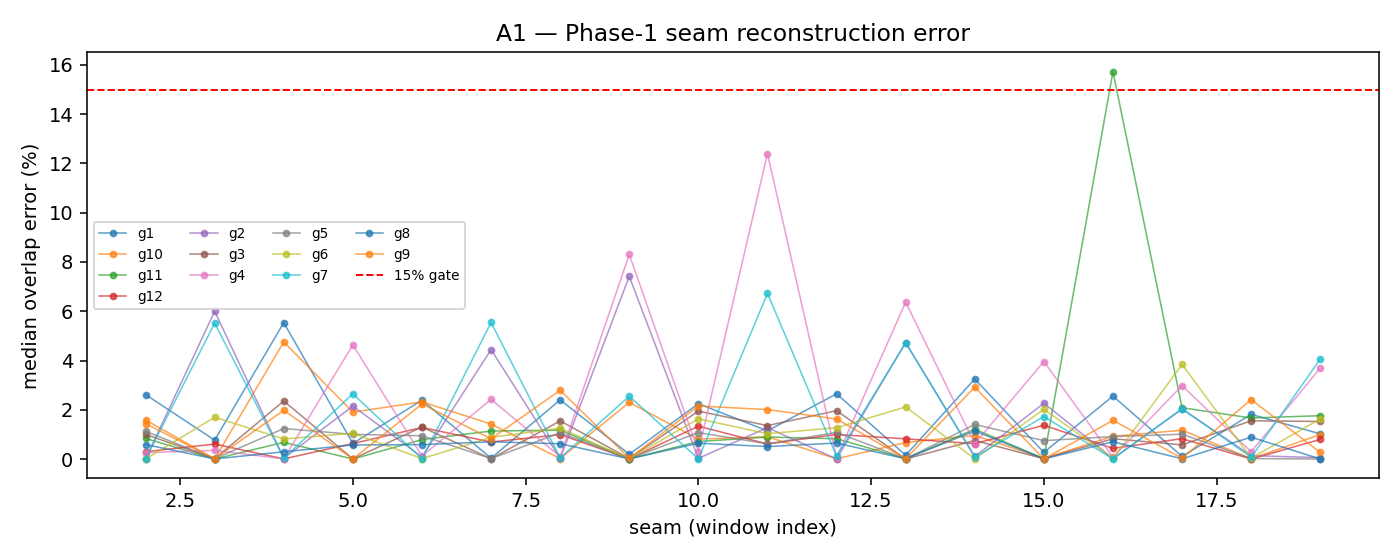 A1 — Phase-1 seam reconstruction error
median overlap error (%)
16
14
12
10
8
6
4
2
0
g1 g2 g5 g8
g10 g3 g6 g9
g11 g4 g7 15% gate
g12
2.5 5.0 7.5 10.0 12.5 15.0 17.5
seam (window index)